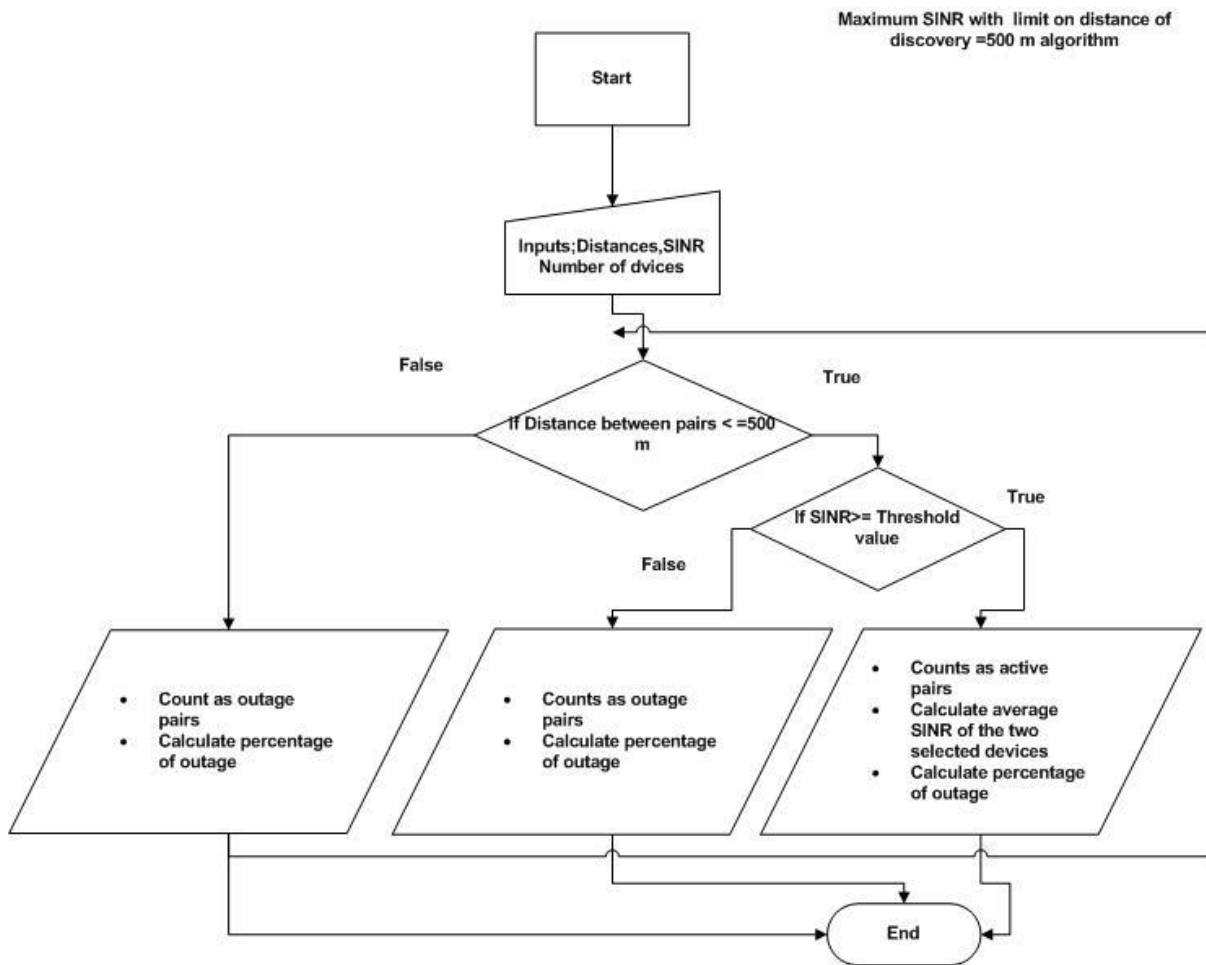 Maximum SINR with limit on distance of
discovery =500 m algorithm
Start
Inputs;Distances,SINR
Number of dvices
False
True
if Distance between pairs < =500
m
True
If SINR>= Threshold
value
False
• Count as outage
pairs
• Calculate percentage
of outage
• Counts as outage
pairs
• Calculate percentage
of outage
• Counts as active
pairs
• Calculate average
SINR of the two
selected devices
• Calculate percentage
of outage
End